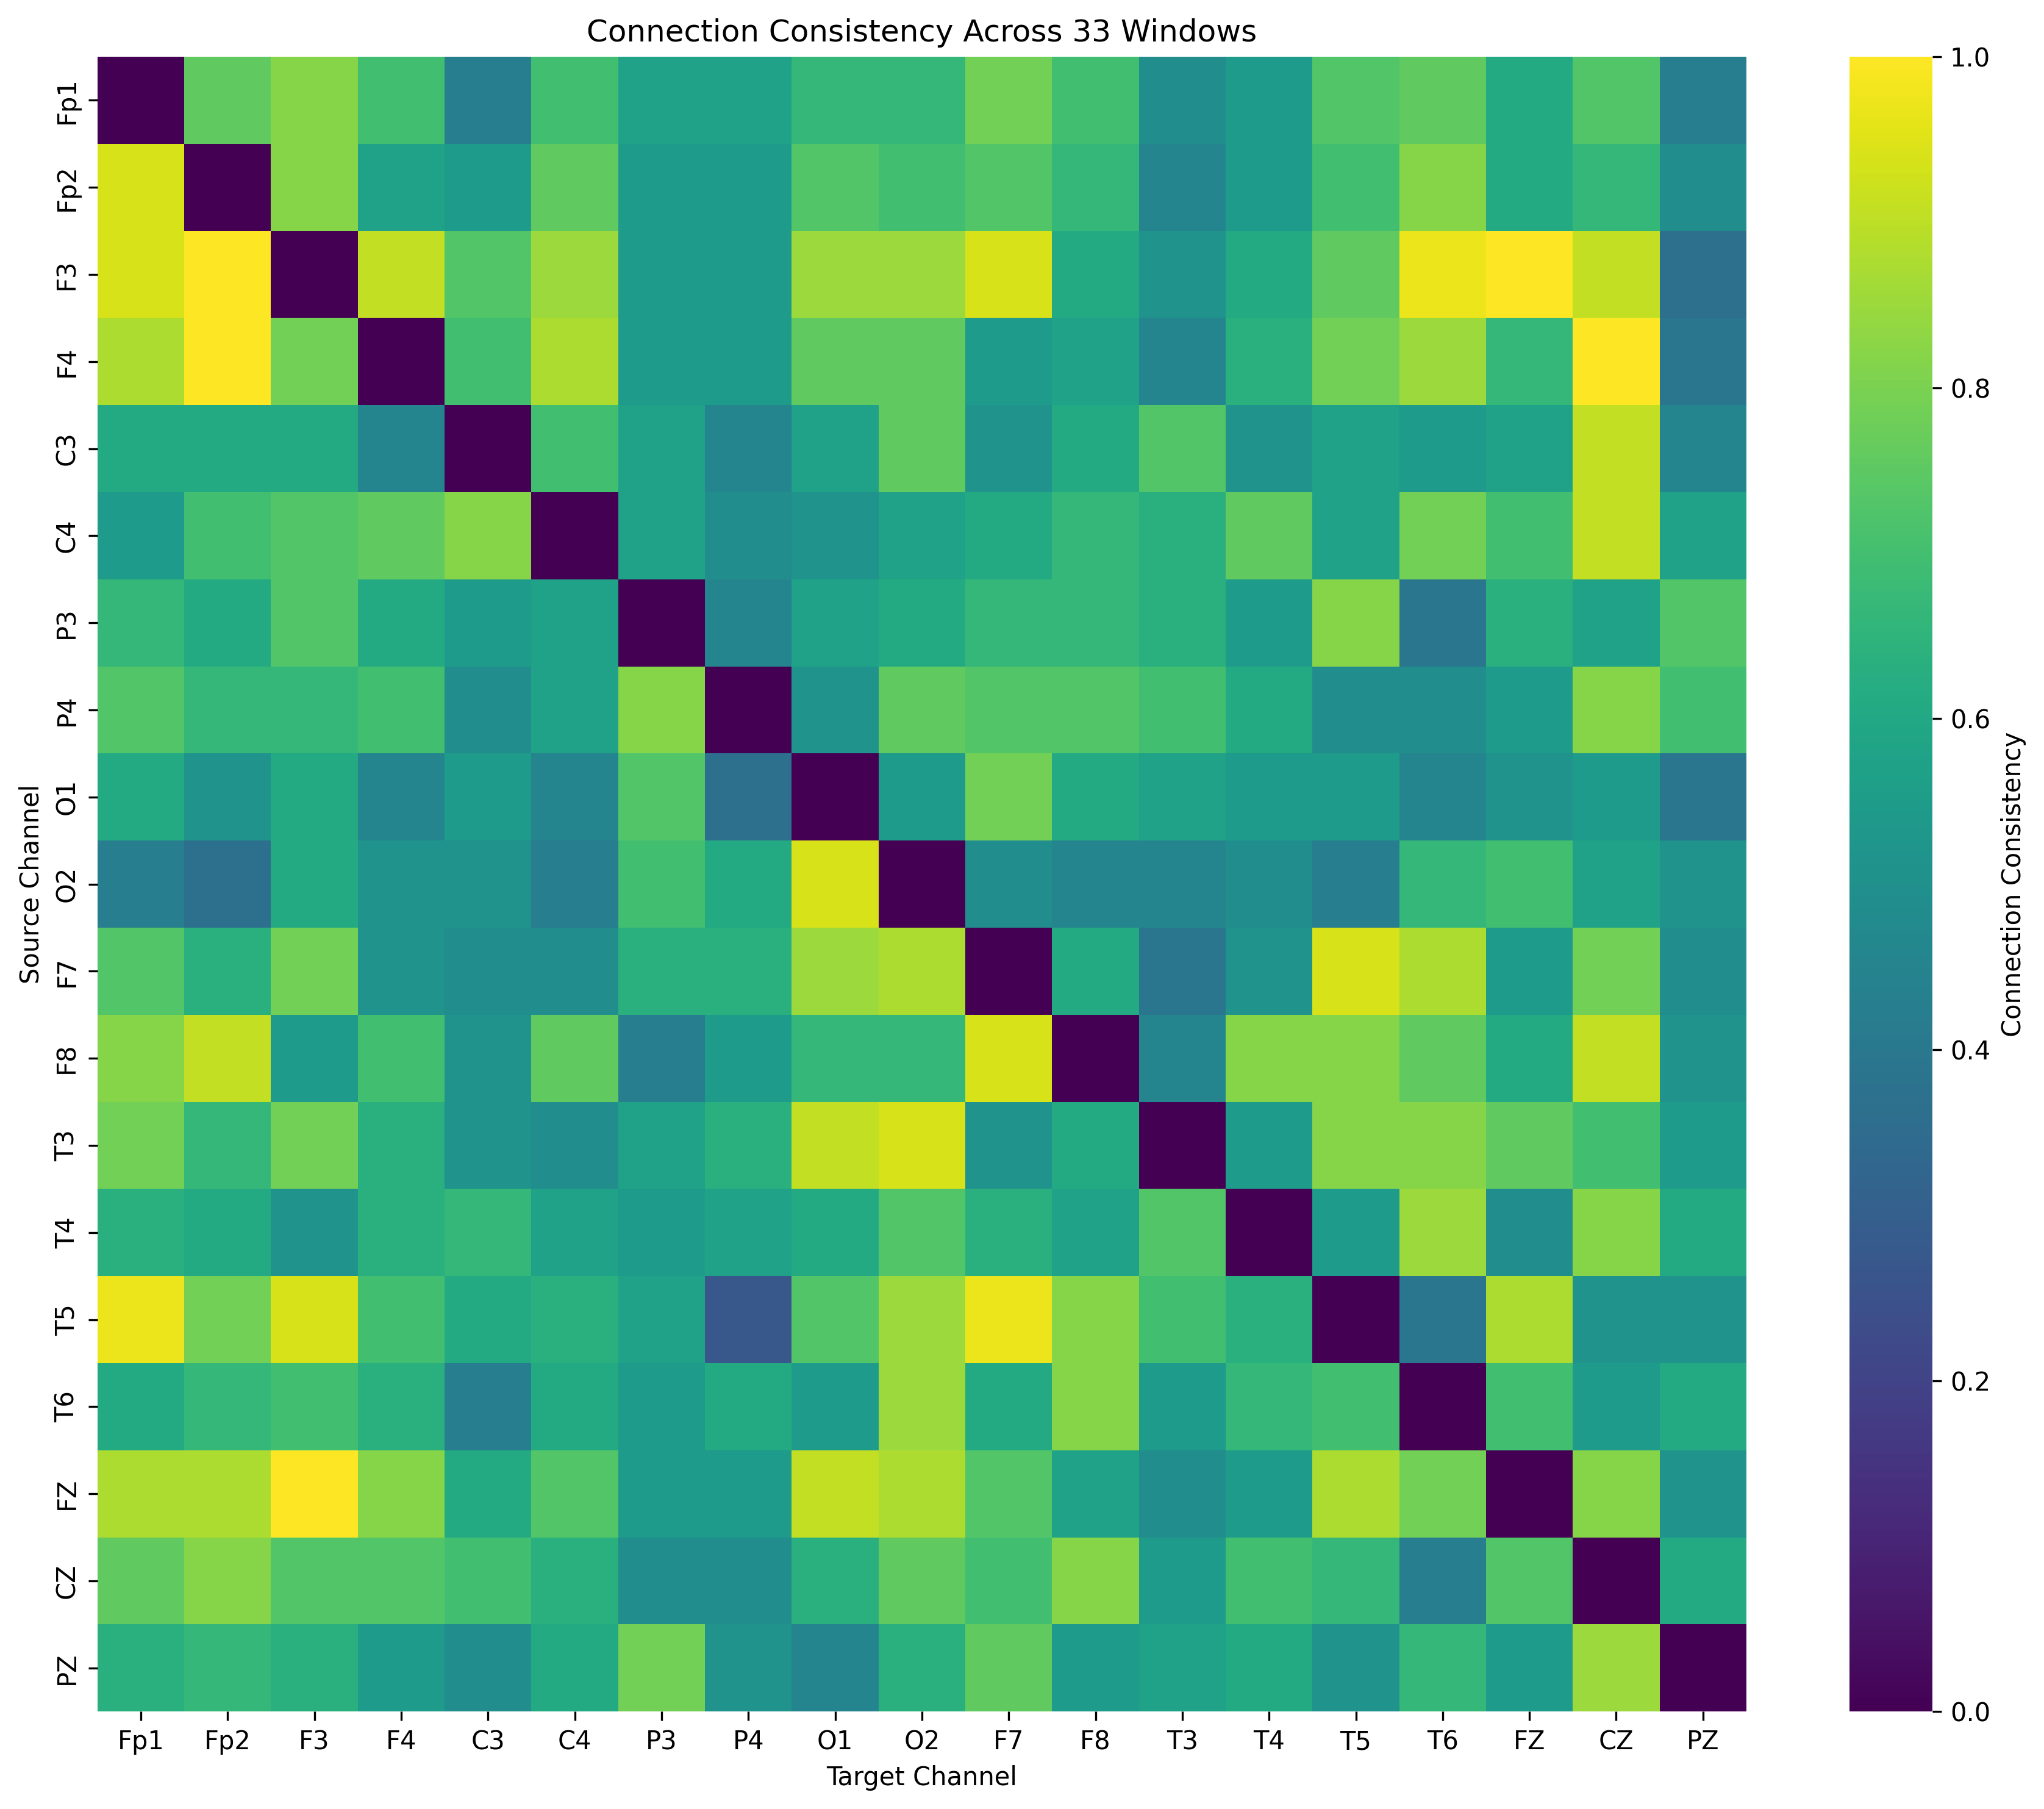 Connection Consistency Across 33 Windows
Source Channel
Fp1
Fp2
F3
F4
C3
C4
P3
P4
O1
O2
F7
F8
T3
T4
T5
T6
FZ
CZ
PZ
Fp1 Fp2 F3 F4 C3 C4 P3 P4 O1 O2 F7 F8 T3 T4 T5 T6 FZ CZ PZ
Target Channel
1.0
0.8
0.6
0.4
0.2
0.0
Connection Consistency